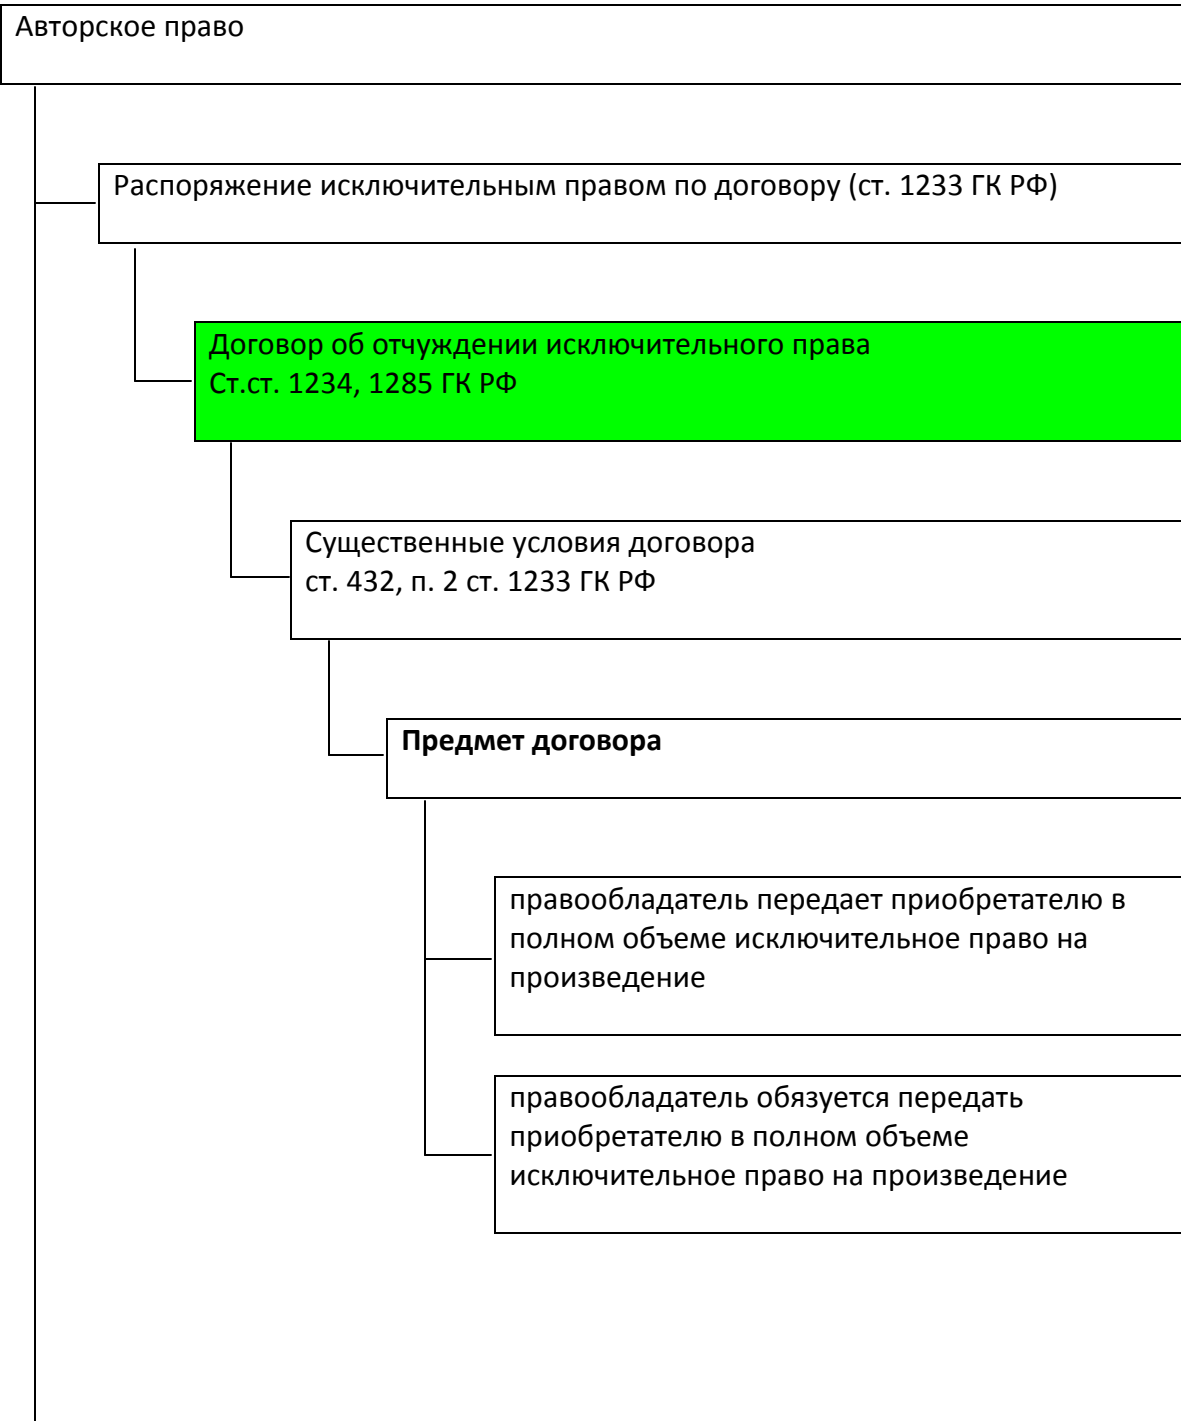 Авторское право
Распоряжение исключительным правом по договору (ст. 1233 ГК РФ)
Договор об отчуждении исключительного права
Ст.ст. 1234, 1285 ГК РФ
Существенные условия договора
ст. 432, п. 2 ст. 1233 ГК РФ
Предмет договора
правообладатель передает приобретателю в
полном объеме исключительное право на
произведение
правообладатель обязуется передать
приобретателю в полном объеме
исключительное право на произведение